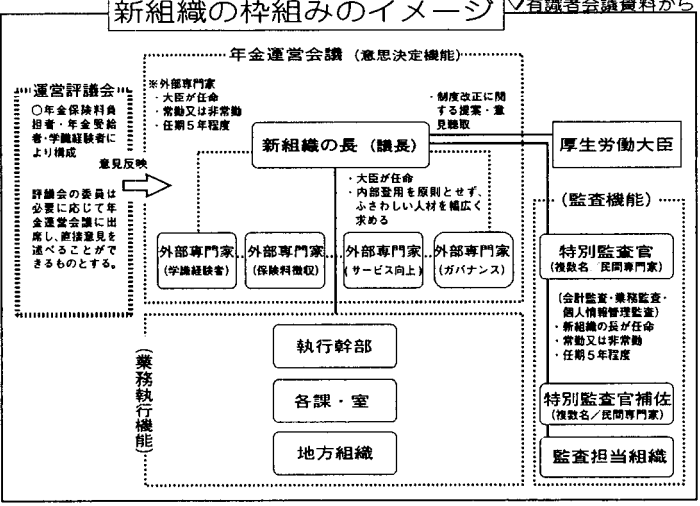 新組織の枠組みのイメージ
▽有識者会議資料から
年金運営会議（意思決定機能）
運営評議会
○年金保険料負
担者・年金受給
者・学識経験者に
より構成
評議会の委員は
必要に応じて年
金運営会議に出
席し、直接意見を
述べることがで
きるものとする。
意見反映
※外部専門家
・大臣が任命
・常勤又は非常勤
・任期５年程度
・制度改正に関
する提案・意
見聴取
新組織の長（議長）
・大臣が任命
・内部登用を原則とせず、
ふさわしい人材を幅広く
求める
外部専門家
(学識経験者)
外部専門家
(保険料徴収)
外部専門家
(サービス向上)
外部専門家
(ガバナンス)
厚生労働大臣
（監査機能）
特別監査官
(複数名／民間専門家)
(会計監査・業務監査・
個人情報管理監査)
・新組織の長が任命
・常勤又は非常勤
・任期５年程度
特別監査官補佐
(複数名／民間専門家)
監査担当組織
（業務執行機能）
執行幹部
各課・室
地方組織